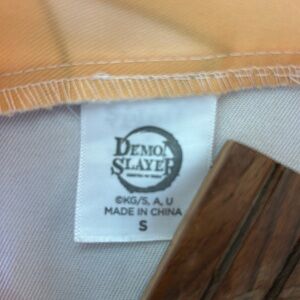 DEMON
SLAYER
©KG/S, A, U
MADE IN CHINA
S